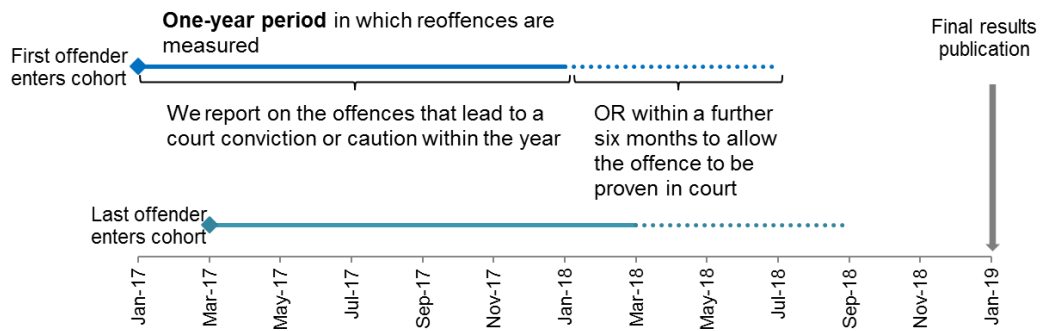 One-year period in which reoffences are
measured
Final results
publication
First offender
enters cohort
We report on the offences that lead to a
court conviction or caution within the year
OR within a further
six months to allow
the offence to be
proven in court
Last offender
enters cohort
Jan-17
Mar-17
May-17
Jul-17
Sep-17
Nov-17
Jan-18
Mar-18
May-18
Jul-18
Sep-18
Nov-18
Jan-19